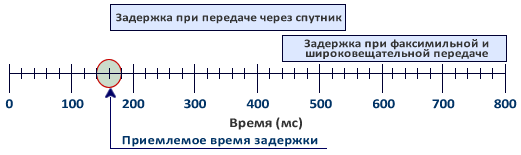 Задержка при передаче через спутник
Задержка при факсимильной и
широковещательной передаче
0 100 200 300 400 500 600 700 800
Время (мс)
Приемлемое время задержки